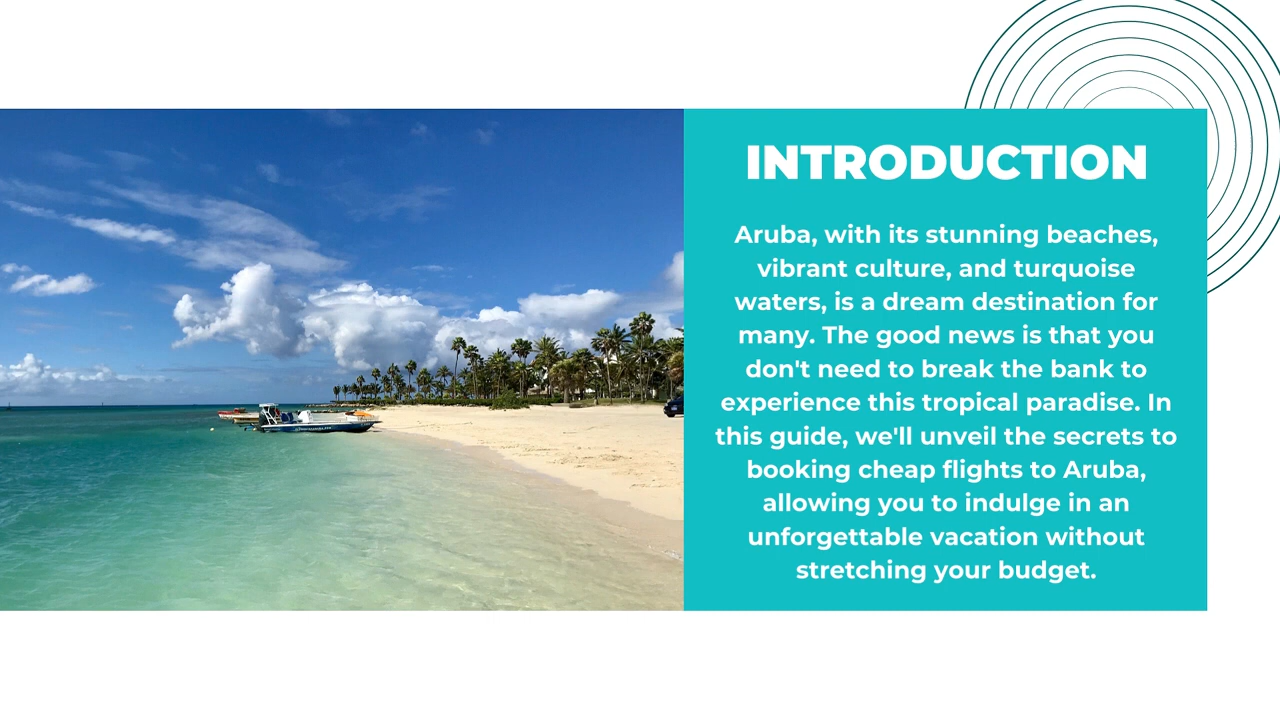 INTRODUCTION
Aruba, with its stunning beaches,
vibrant culture, and turquoise
waters, is a dream destination for
many. The good news is that you
don't need to break the bank to
experience this tropical paradise. In
this guide, we'll unveil the secrets to
booking cheap flights to Aruba,
allowing you to indulge in an
unforgettable vacation without
stretching your budget.